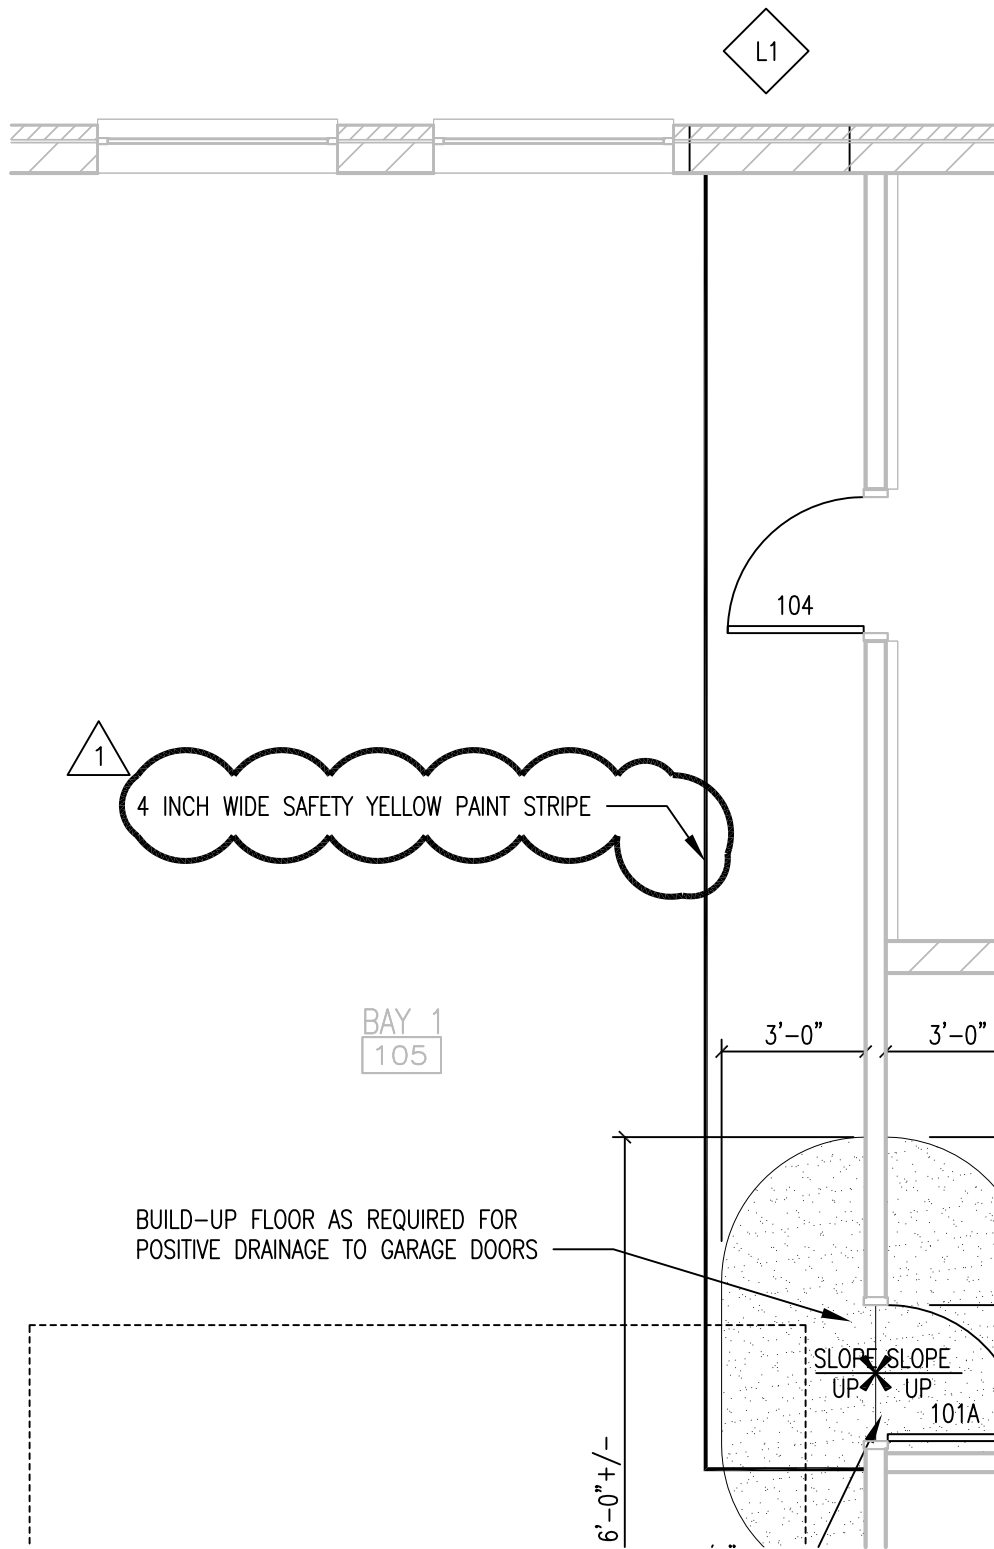 L1
104
1
4 INCH WIDE SAFETY YELLOW PAINT STRIPE
BAY 1
105
3'-0" 3'-0"
BUILD-UP FLOOR AS REQUIRED FOR
POSITIVE DRAINAGE TO GARAGE DOORS
SLOPE SLOPE
UP UP
101A
6'-0"+/-